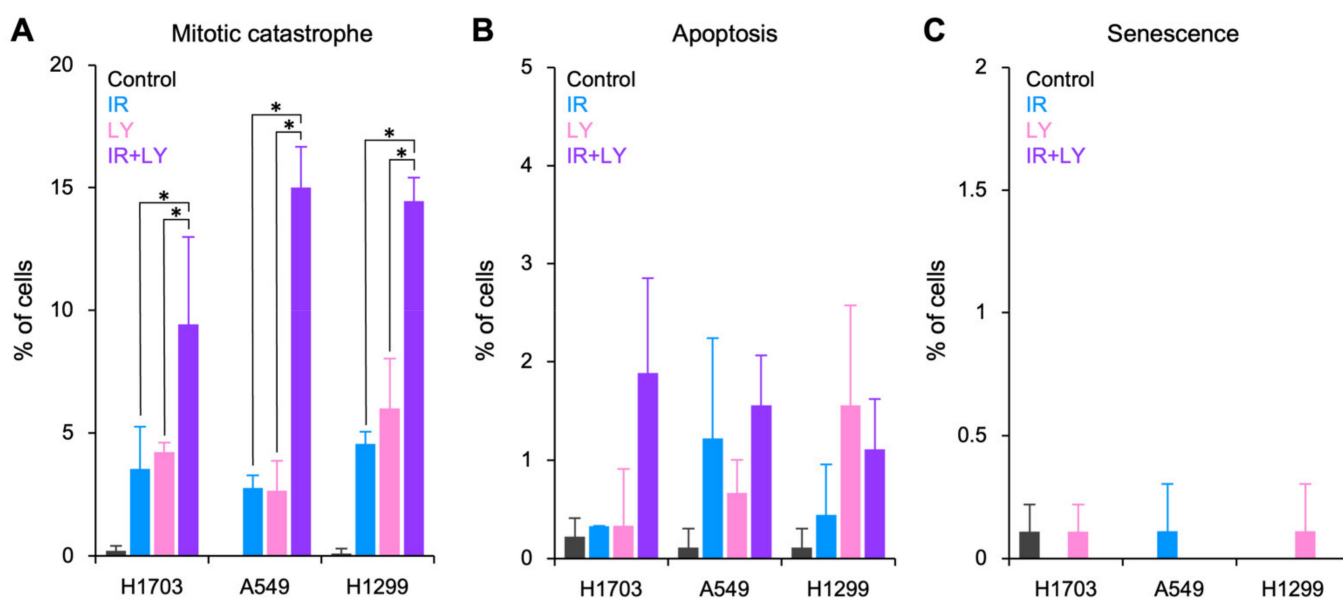 A
Mitotic catastrophe
20
15
10
5
0
% of cells
Control
IR
LY
IR+LY
*
*
*
*
*
*
H1703
A549
H1299
B
Apoptosis
5
4
3
2
1
0
% of cells
Control
IR
LY
IR+LY
H1703
A549
H1299
C
Senescence
2
1.5
1
0.5
0
% of cells
Control
IR
LY
IR+LY
H1703
A549
H1299